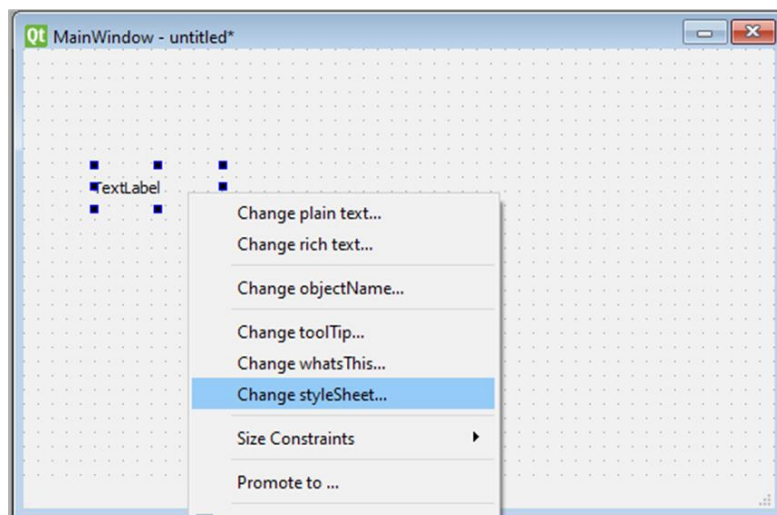 Qt MainWindow - untitled*
TextLabel
Change plain text...
Change rich text...
Change objectName...
Change toolTip...
Change whatsThis...
Change styleSheet...
Size Constraints
Promote to ...